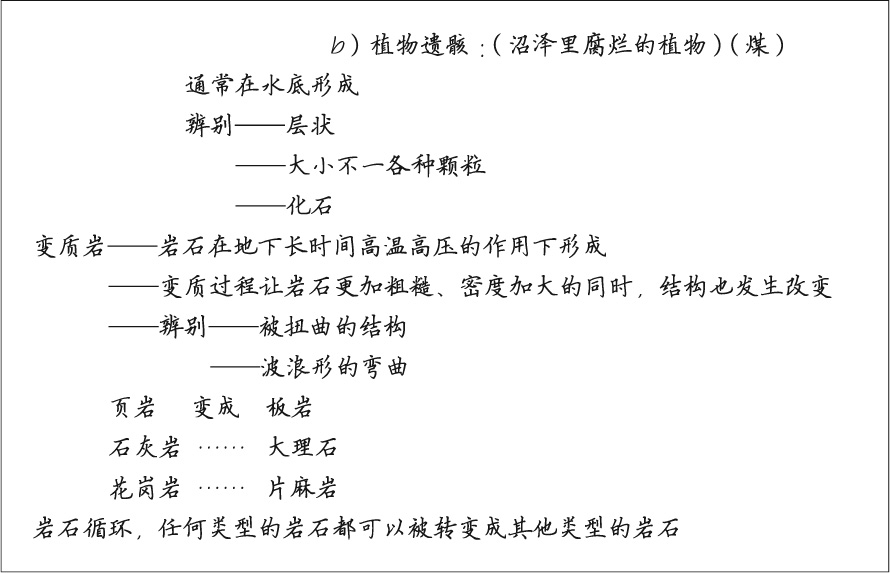 b）植物遗骸：（沼泽里腐烂的植物）（煤）
通常在水底形成
辨别——层状
——大小不一各种颗粒
——化石
变质岩——岩石在地下长时间高温高压的作用下形成
——变质过程让岩石更加粗糙、密度加大的同时，结构也发生改变
——辨别——被扭曲的结构
——波浪形的弯曲
页岩 变成 板岩
石灰岩 …… 大理石
花岗岩 …… 片麻岩
岩石循环，任何类型的岩石都可以被转变成其他类型的岩石